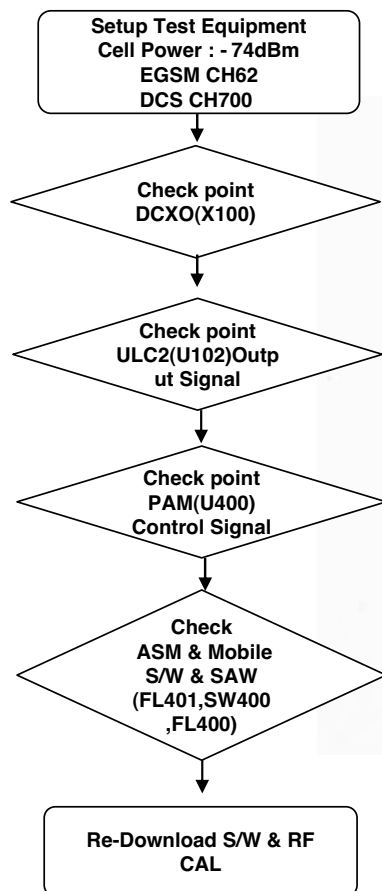 Setup Test Equipment
Cell Power : - 74dBm
EGSM CH62
DCS CH700
Check point
DCXO(X100)
Check point
ULC2(U102)Outp
ut Signal
Check point
PAM(U400)
Control Signal
Check
ASM & Mobile
S/W & SAW
(FL401,SW400
,FL400)
Re-Download S/W & RF
CAL